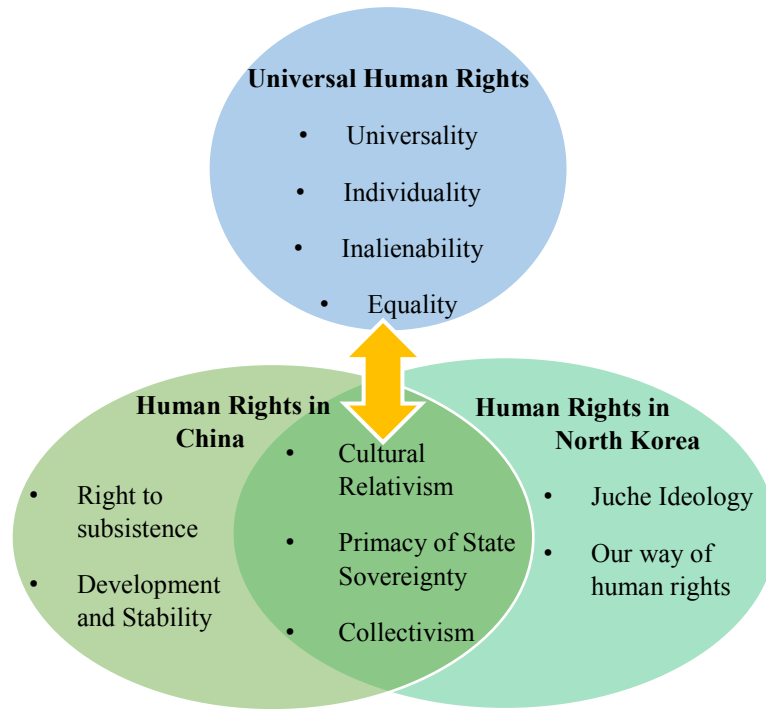 Universal Human Rights
• Universality
• Individuality
• Inalienability
• Equality
Human Rights in
China
• Right to
subsistence
• Development
and Stability
• Cultural
Relativism
• Primacy of State
Sovereignty
• Collectivism
Human Rights in
North Korea
• Juche Ideology
• Our way of
human rights